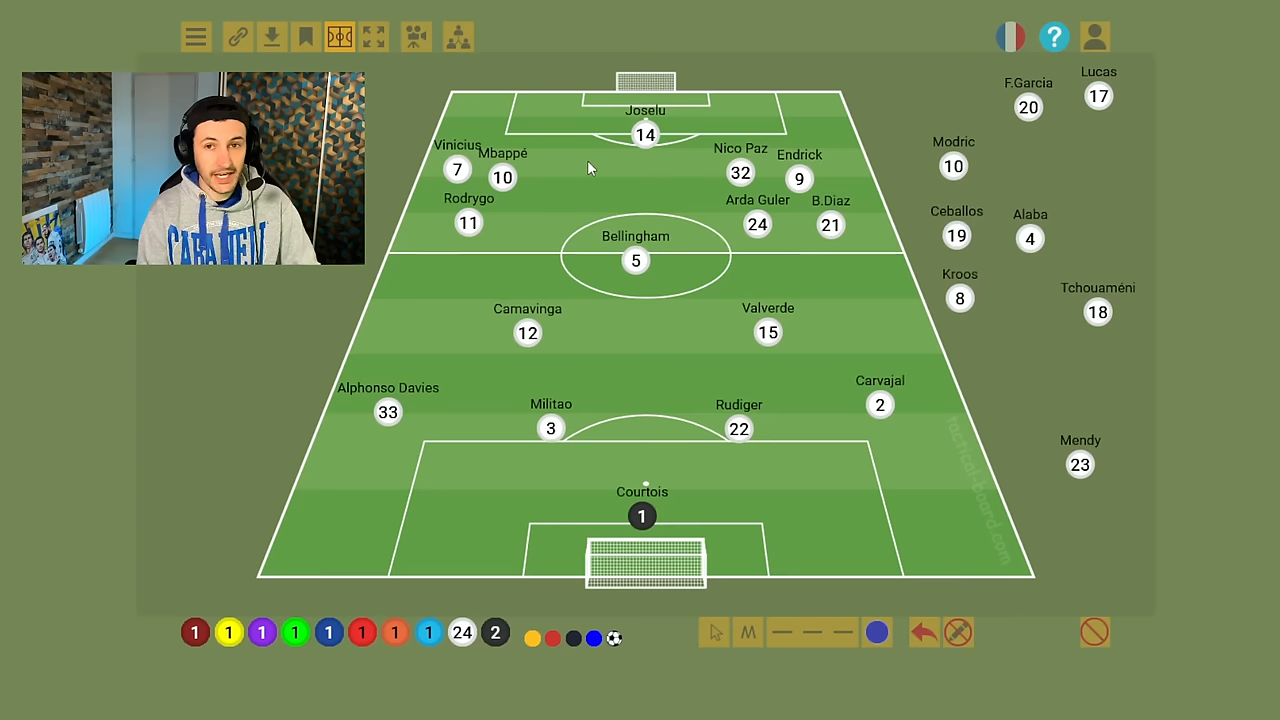 F.Garcia
20
Lucas
17
Joselu
14
Vinicius
7
Mbappé
10
Nico Paz
32
Endrick
9
Modric
10
Rodrygo
11
Arda Guler
24
B.Diaz
21
Ceballos
19
Alaba
4
Bellingham
5
Kroos
8
Tchouaméni
18
Camavinga
12
Valverde
15
Alphonso Davies
33
Militao
3
Rudiger
22
Carvajal
2
Mendy
23
Courtois
1
tactical-board.com
?
1 1 1 1 1 1 1 1 24 2
M